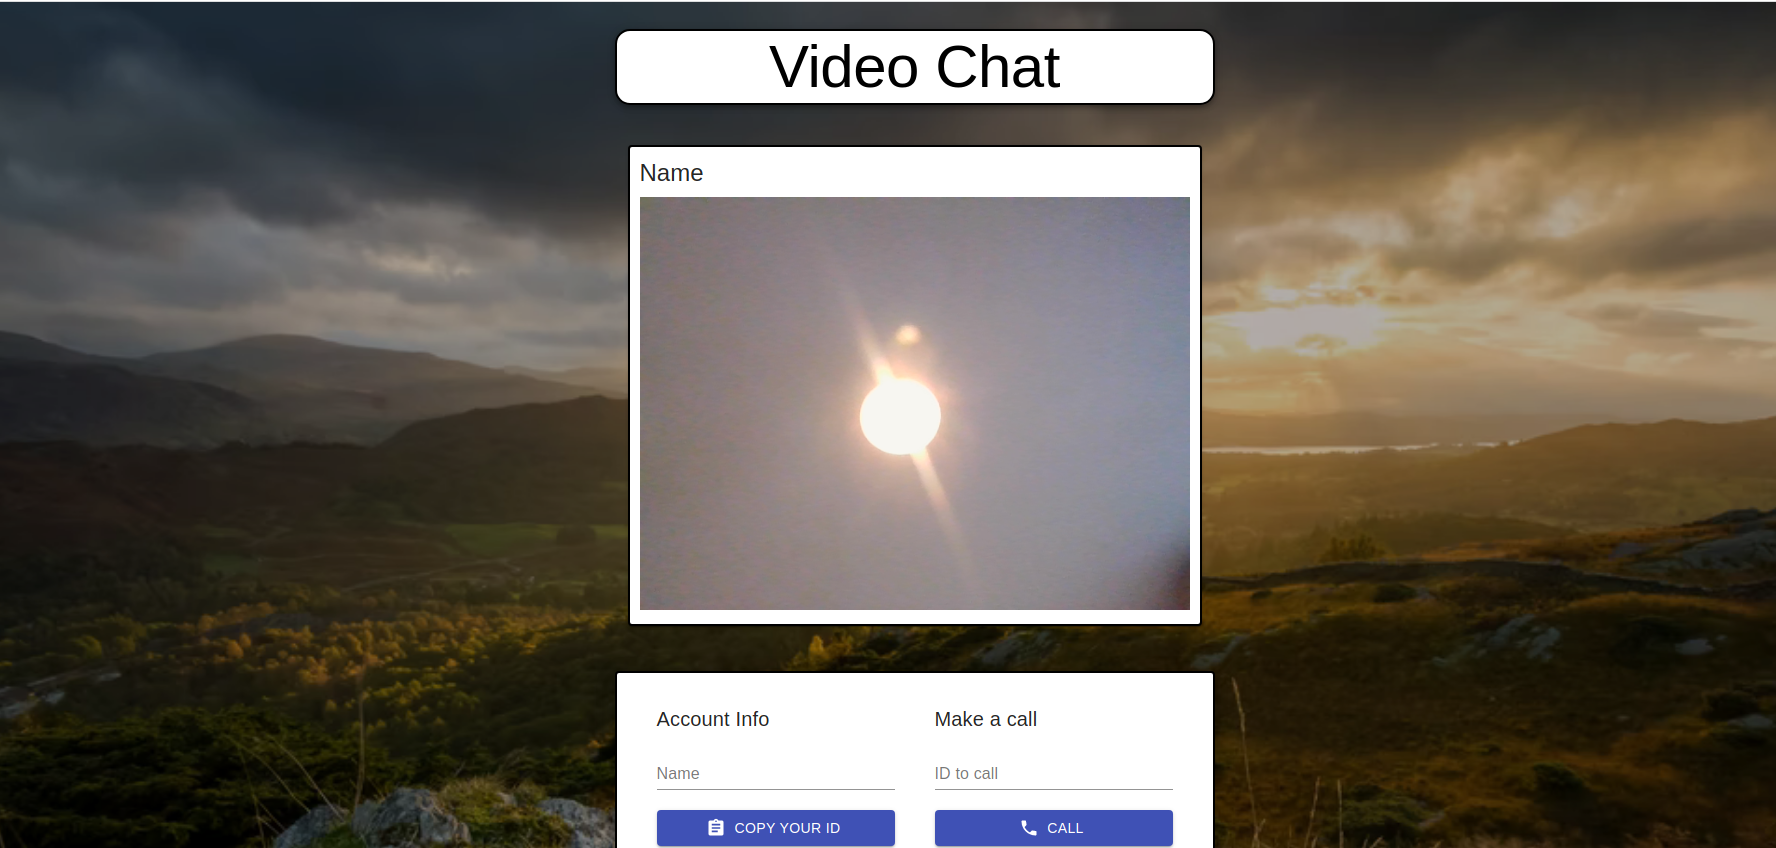 Video Chat
Name
Account Info
Name
COPY YOUR ID
Make a call
ID to call
CALL